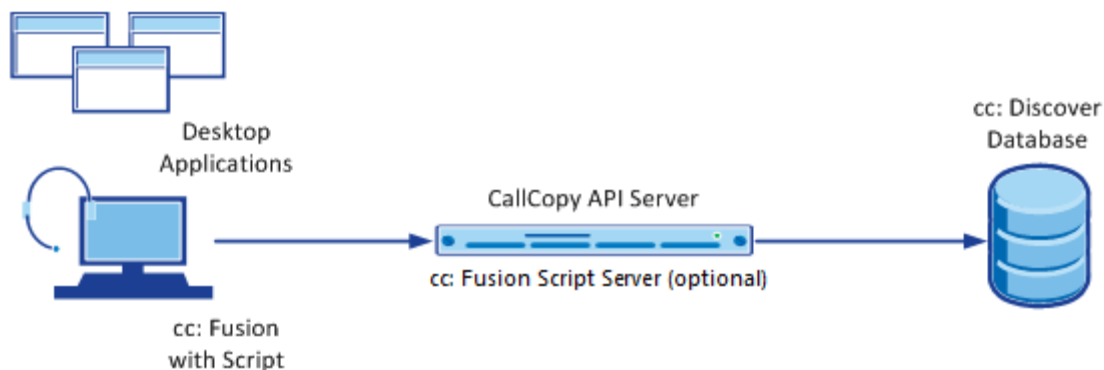 Desktop
Applications
cc: Fusion
with Script
CallCopy API Server
cc: Fusion Script Server (optional)
cc: Discover
Database